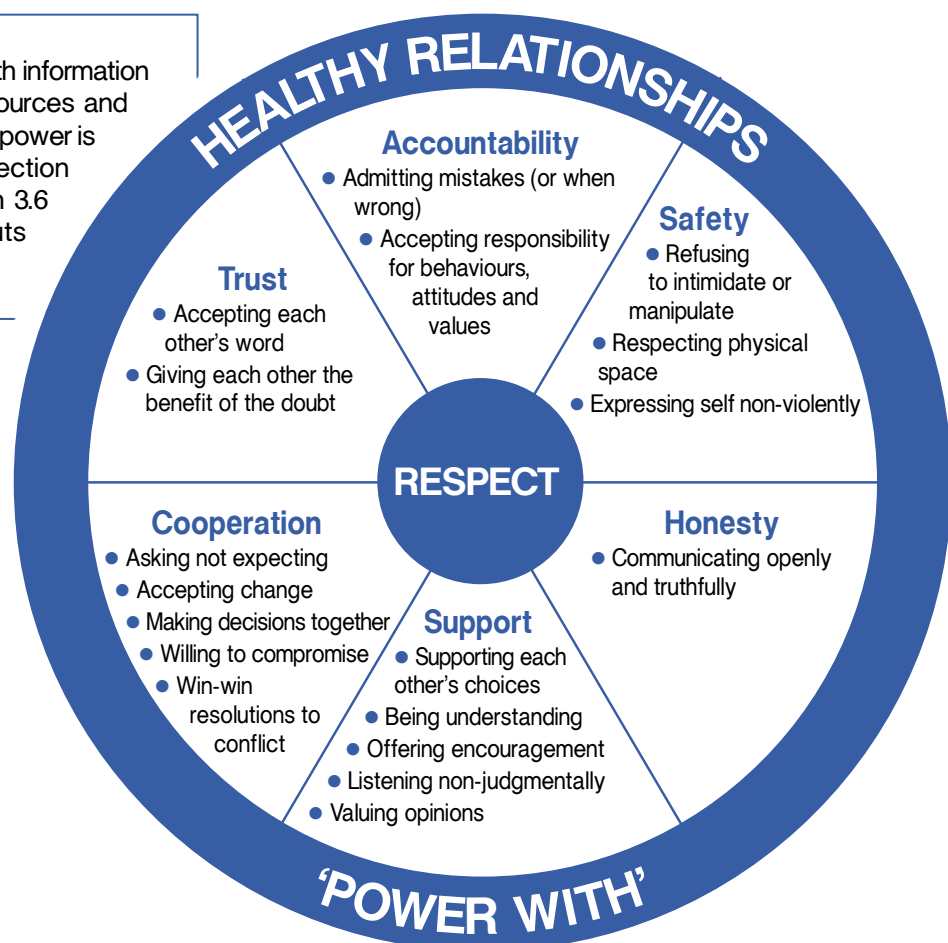 th information
ources and
power is
ection
n 3.6
uts
HEALTHY RELATIONSHIPS
Accountability
● Admitting mistakes (or when
wrong)
● Accepting responsibility
for behaviours,
attitudes and
values
Safety
● Refusing
to intimidate or
manipulate
● Respecting physical
space
● Expressing self non-violently
Trust
● Accepting each
other’s word
● Giving each other the
benefit of the doubt
RESPECT
Cooperation
● Asking not expecting
● Accepting change
● Making decisions together
● Willing to compromise
● Win-win
resolutions to
conflict
Honesty
● Communicating openly
and truthfully
Support
● Supporting each
other’s choices
● Being understanding
● Offering encouragement
● Listening non-judgmentally
● Valuing opinions
‘POWER WITH’